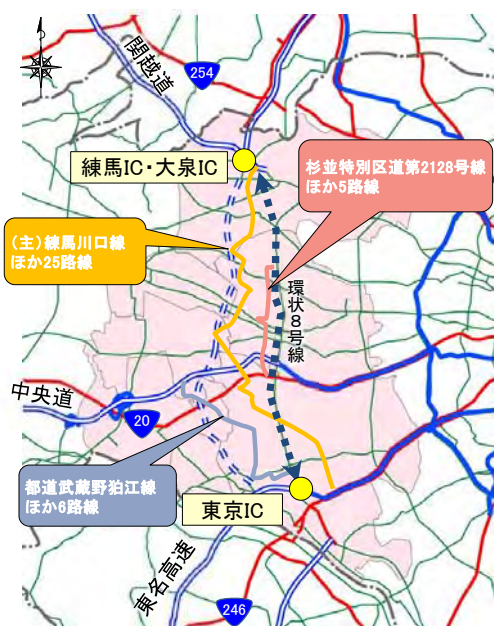 関越道
254
練馬IC・大泉IC
杉並特別区道第2128号線
ほか5路線
(主)練馬川口線
ほか25路線
環状8号線
中央道
20
都道武蔵野狛江線
ほか6路線
東京IC
東名高速
246